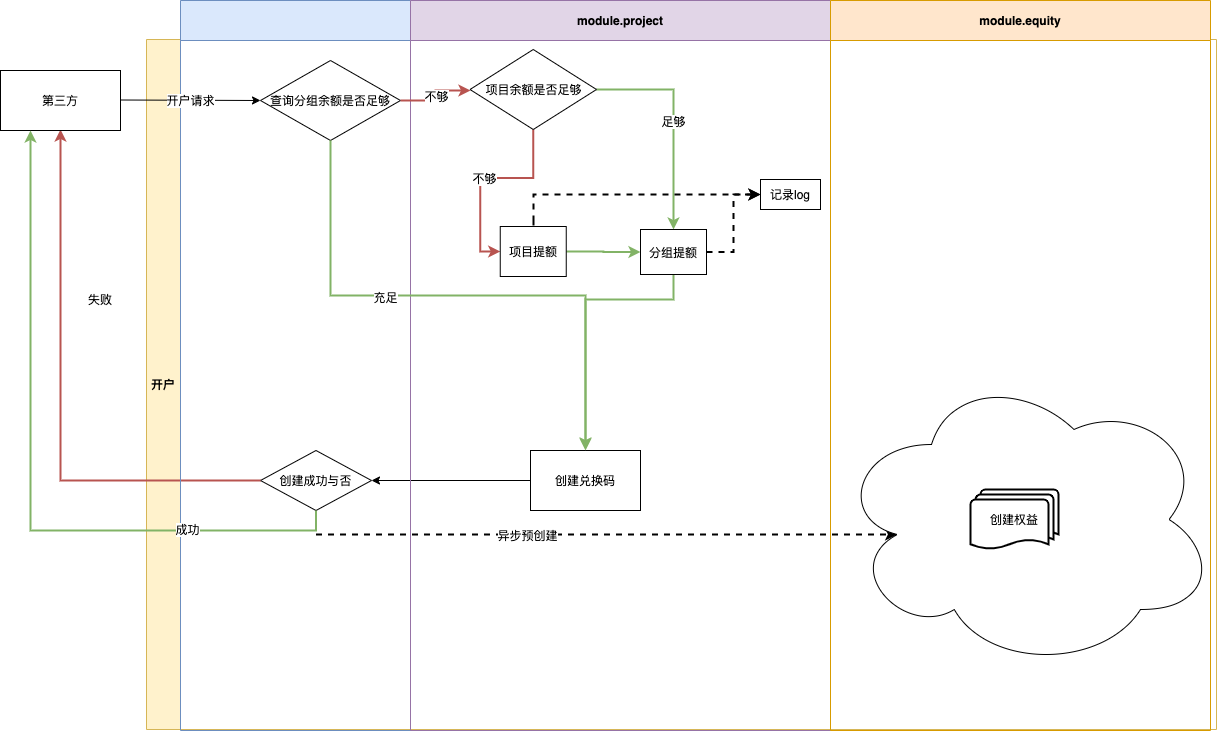 module.project
module.equity
第三方
开户请求
查询分组余额是否足够
不够
项目余额是否足够
足够
不够
记录log
项目提额
分组提额
充足
失败
开户
创建成功与否
创建兑换码
成功
异步预创建
创建权益